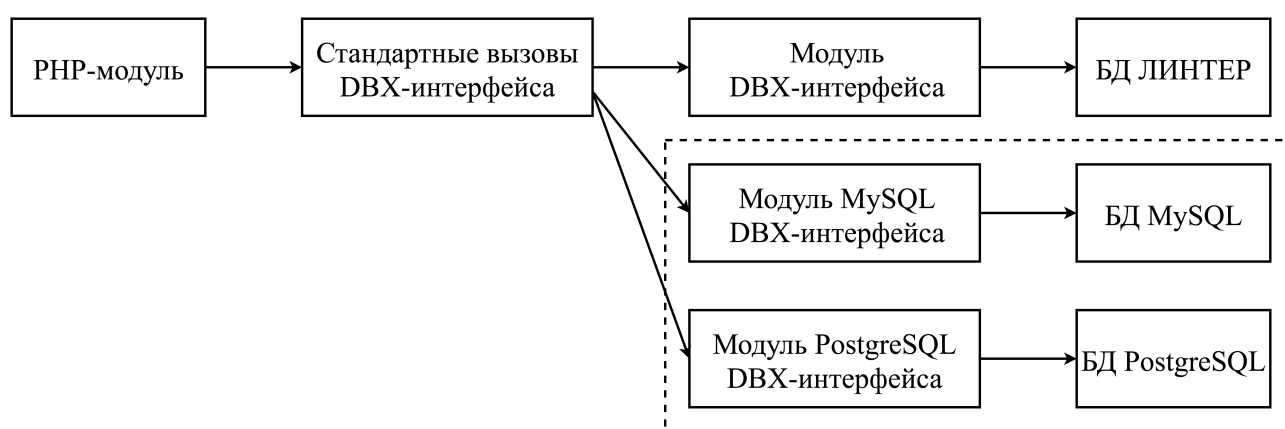 PHP-модуль
Стандартные вызовы
DBX-интерфейса
Модуль
DBX-интерфейса
БД ЛИНТЕР
Модуль MySQL
DBX-интерфейса
БД MySQL
Модуль PostgreSQL
DBX-интерфейса
БД PostgreSQL